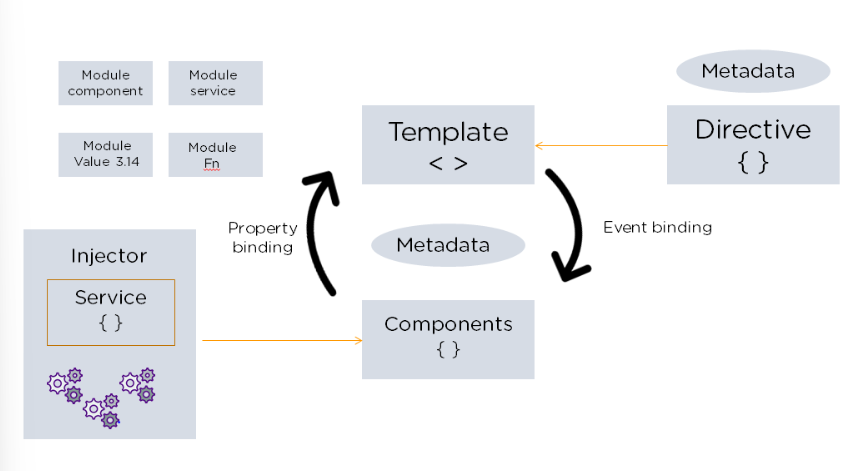 Module
component
Module
service
Module
Value 3.14
Module
Fn
Metadata
Template
< >
Directive
{ }
Property
binding
Metadata
Event binding
Injector
Service
{ }
Components
{ }